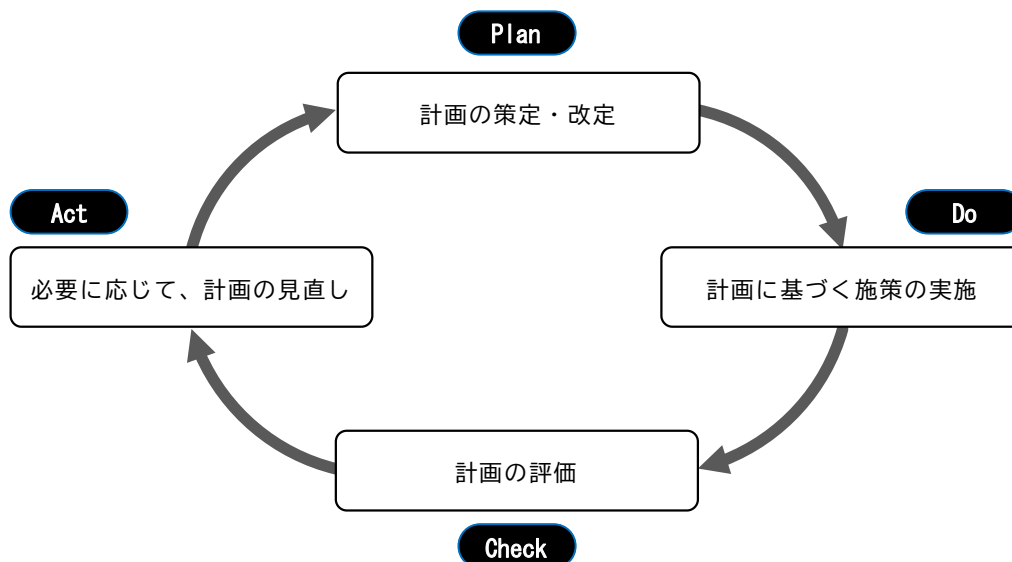 Plan
計画の策定・改定
Act
Do
必要に応じて、計画の見直し
計画に基づく施策の実施
計画の評価
Check